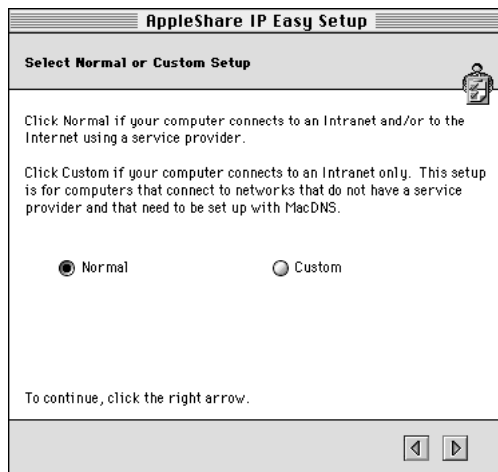 AppleShare IP Easy Setup
Select Normal or Custom Setup
Click Normal if your computer connects to an Intranet and/or to the
Internet using a service provider.
Click Custom if your computer connects to an Intranet only. This setup
is for computers that connect to networks that do not have a service
provider and that need to be set up with MacDNS.
Normal
Custom
To continue, click the right arrow.